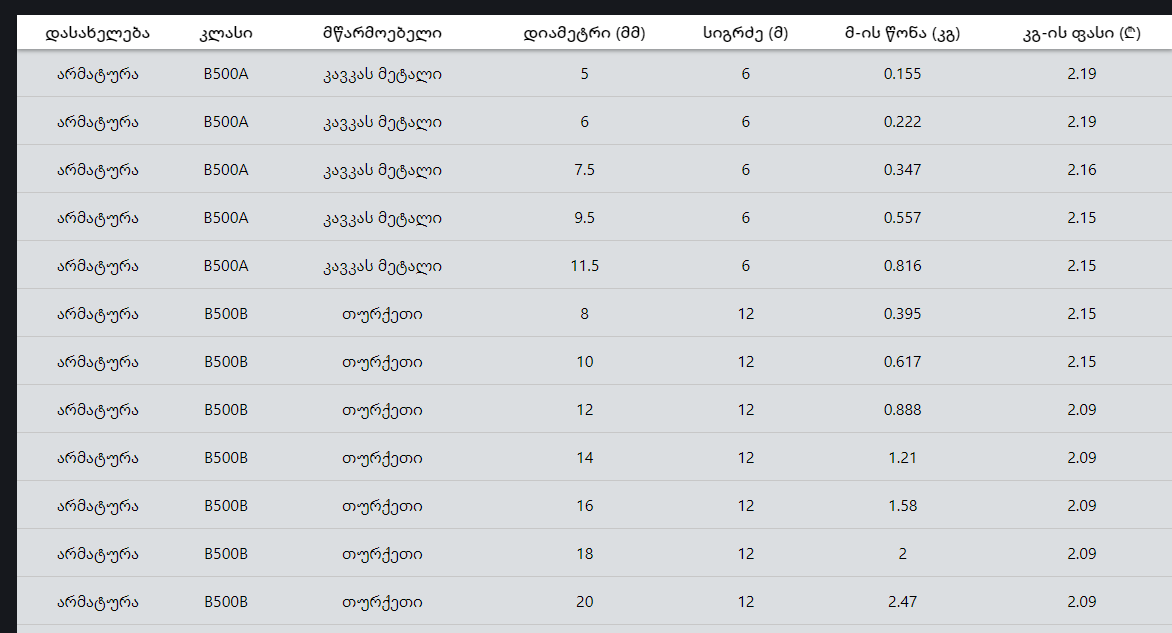 დასახელება კლასი მწარმოებელი დიამეტრი (მმ) სიგრძე (მ) მ-ის წონა (კგ) კგ-ის ფასი (₾)
არმატურა B500A კავკას მეტალი 5 6 0.155 2.19
არმატურა B500A კავკას მეტალი 6 6 0.222 2.19
არმატურა B500A კავკას მეტალი 7.5 6 0.347 2.16
არმატურა B500A კავკას მეტალი 9.5 6 0.557 2.15
არმატურა B500A კავკას მეტალი 11.5 6 0.816 2.15
არმატურა B500B თურქეთი 8 12 0.395 2.15
არმატურა B500B თურქეთი 10 12 0.617 2.15
არმატურა B500B თურქეთი 12 12 0.888 2.09
არმატურა B500B თურქეთი 14 12 1.21 2.09
არმატურა B500B თურქეთი 16 12 1.58 2.09
არმატურა B500B თურქეთი 18 12 2 2.09
არმატურა B500B თურქეთი 20 12 2.47 2.09